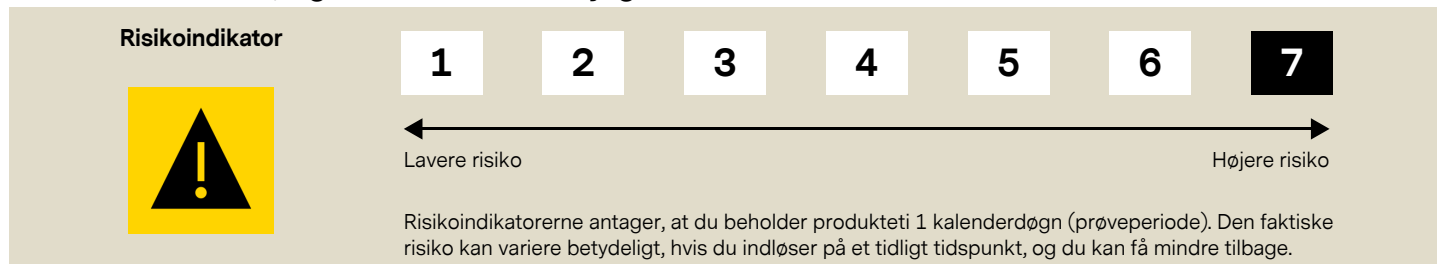 Risikoindikator
1 2 3 4 5 6 7
Lavere risiko Højere risiko
Risikoindikatorerne antager, at du beholder produkteti 1 kalenderdøgn (prøveperiode). Den faktiske
risiko kan variere betydeligt, hvis du indløser på et tidligt tidspunkt, og du kan få mindre tilbage.